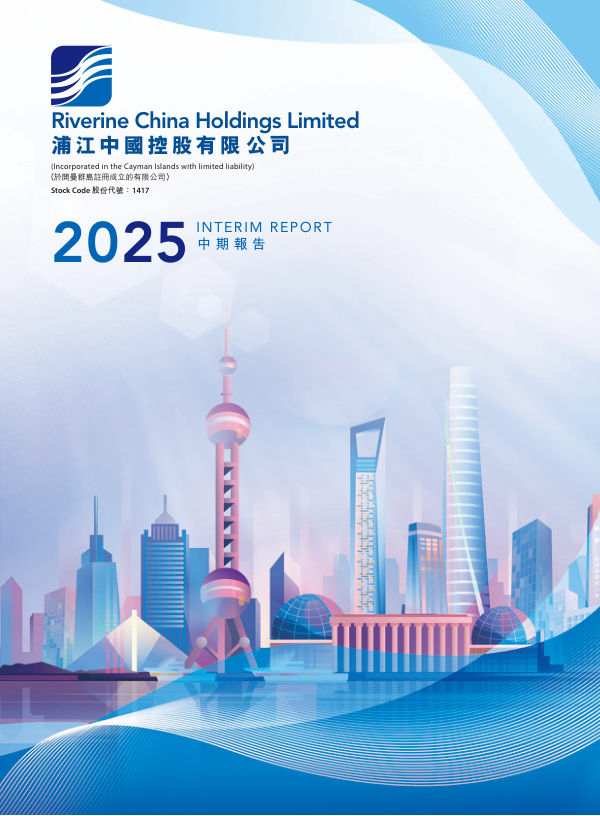 Riverine China Holdings Limited
浦江中國控股有限公司
(Incorporated in the Cayman Islands with limited liability)
(於開曼群島註冊成立的有限公司)
Stock Code 股份代號：1417
2025 INTERIM REPORT
中期報告